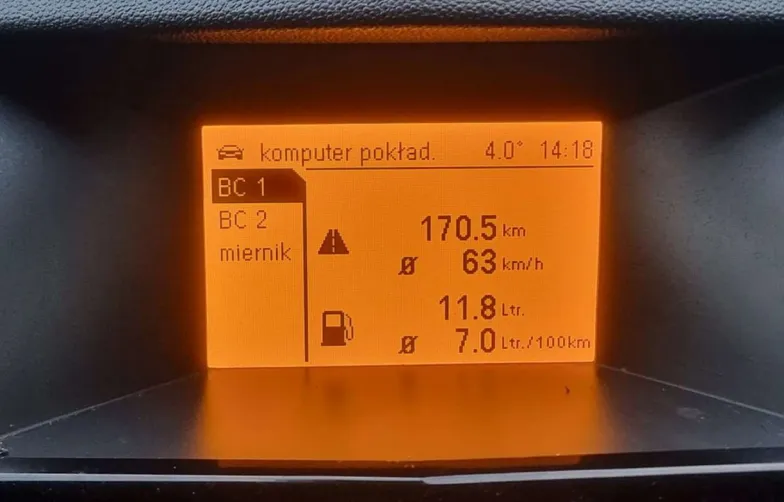 komputer pokład. 4.0° 14:18
BC 1
BC 2
miernik
170.5 km
Ø 63 km/h
11.8 Ltr.
Ø 7.0 Ltr./100km